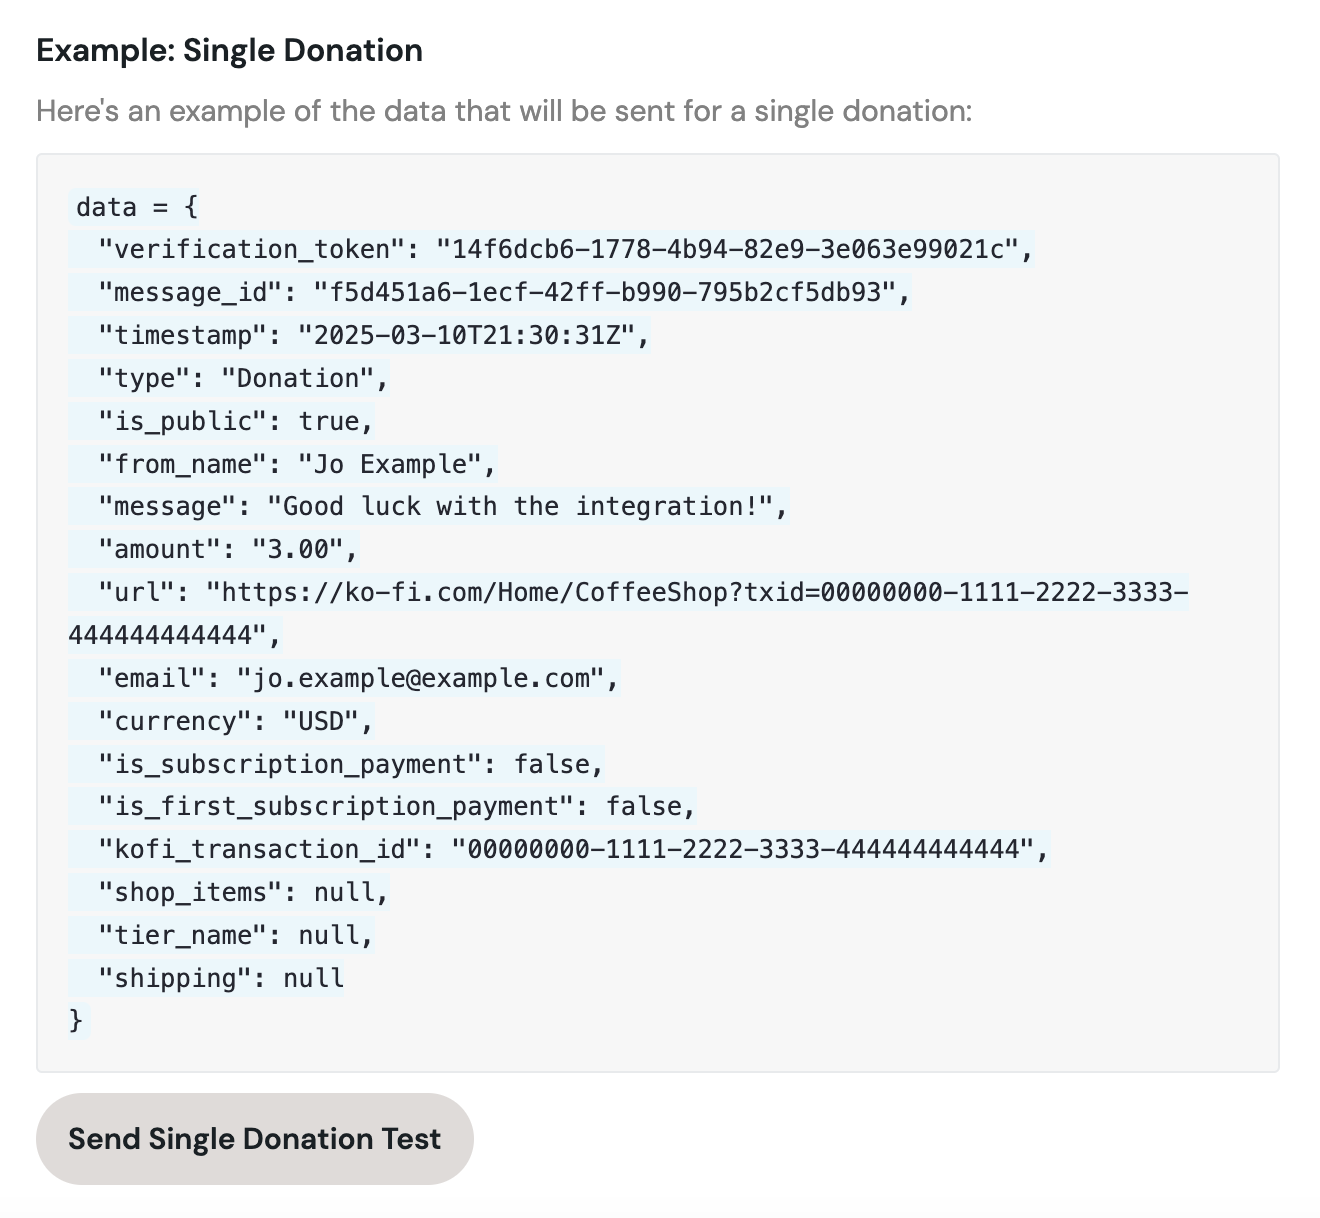 Example: Single Donation
Here's an example of the data that will be sent for a single donation:
data = {
  "verification_token": "14f6dcb6-1778-4b94-82e9-3e063e99021c",
  "message_id": "f5d451a6-1ecf-42ff-b990-795b2cf5db93",
  "timestamp": "2025-03-10T21:30:31Z",
  "type": "Donation",
  "is_public": true,
  "from_name": "Jo Example",
  "message": "Good luck with the integration!",
  "amount": "3.00",
  "url": "https://ko-fi.com/Home/CoffeeShop?txid=00000000-1111-2222-3333-
444444444444",
  "email": "jo.example@example.com",
  "currency": "USD",
  "is_subscription_payment": false,
  "is_first_subscription_payment": false,
  "kofi_transaction_id": "00000000-1111-2222-3333-444444444444",
  "shop_items": null,
  "tier_name": null,
  "shipping": null
}
Send Single Donation Test